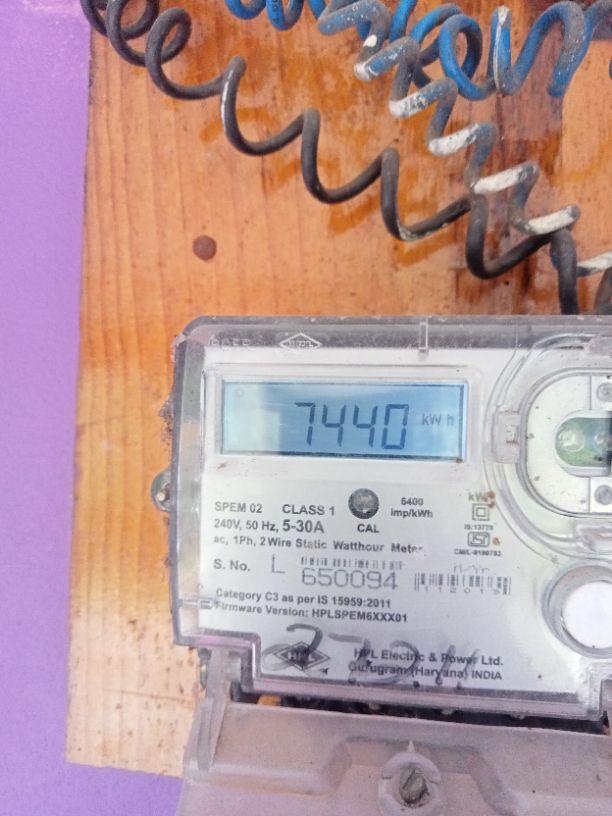 7440 kWh
SPEM 02 CLASS 1 6400 imp/kWh
240V, 50 Hz, 5-30A CAL IS:13779
ac, 1Ph, 2 Wire Static Watthour Meter
S. No. L 650094
Category C3 as per IS 15959:2011
Firmware Version: HPLSPEM6XXX01
HPL Electric & Power Ltd.
Gurugram (Haryana) INDIA